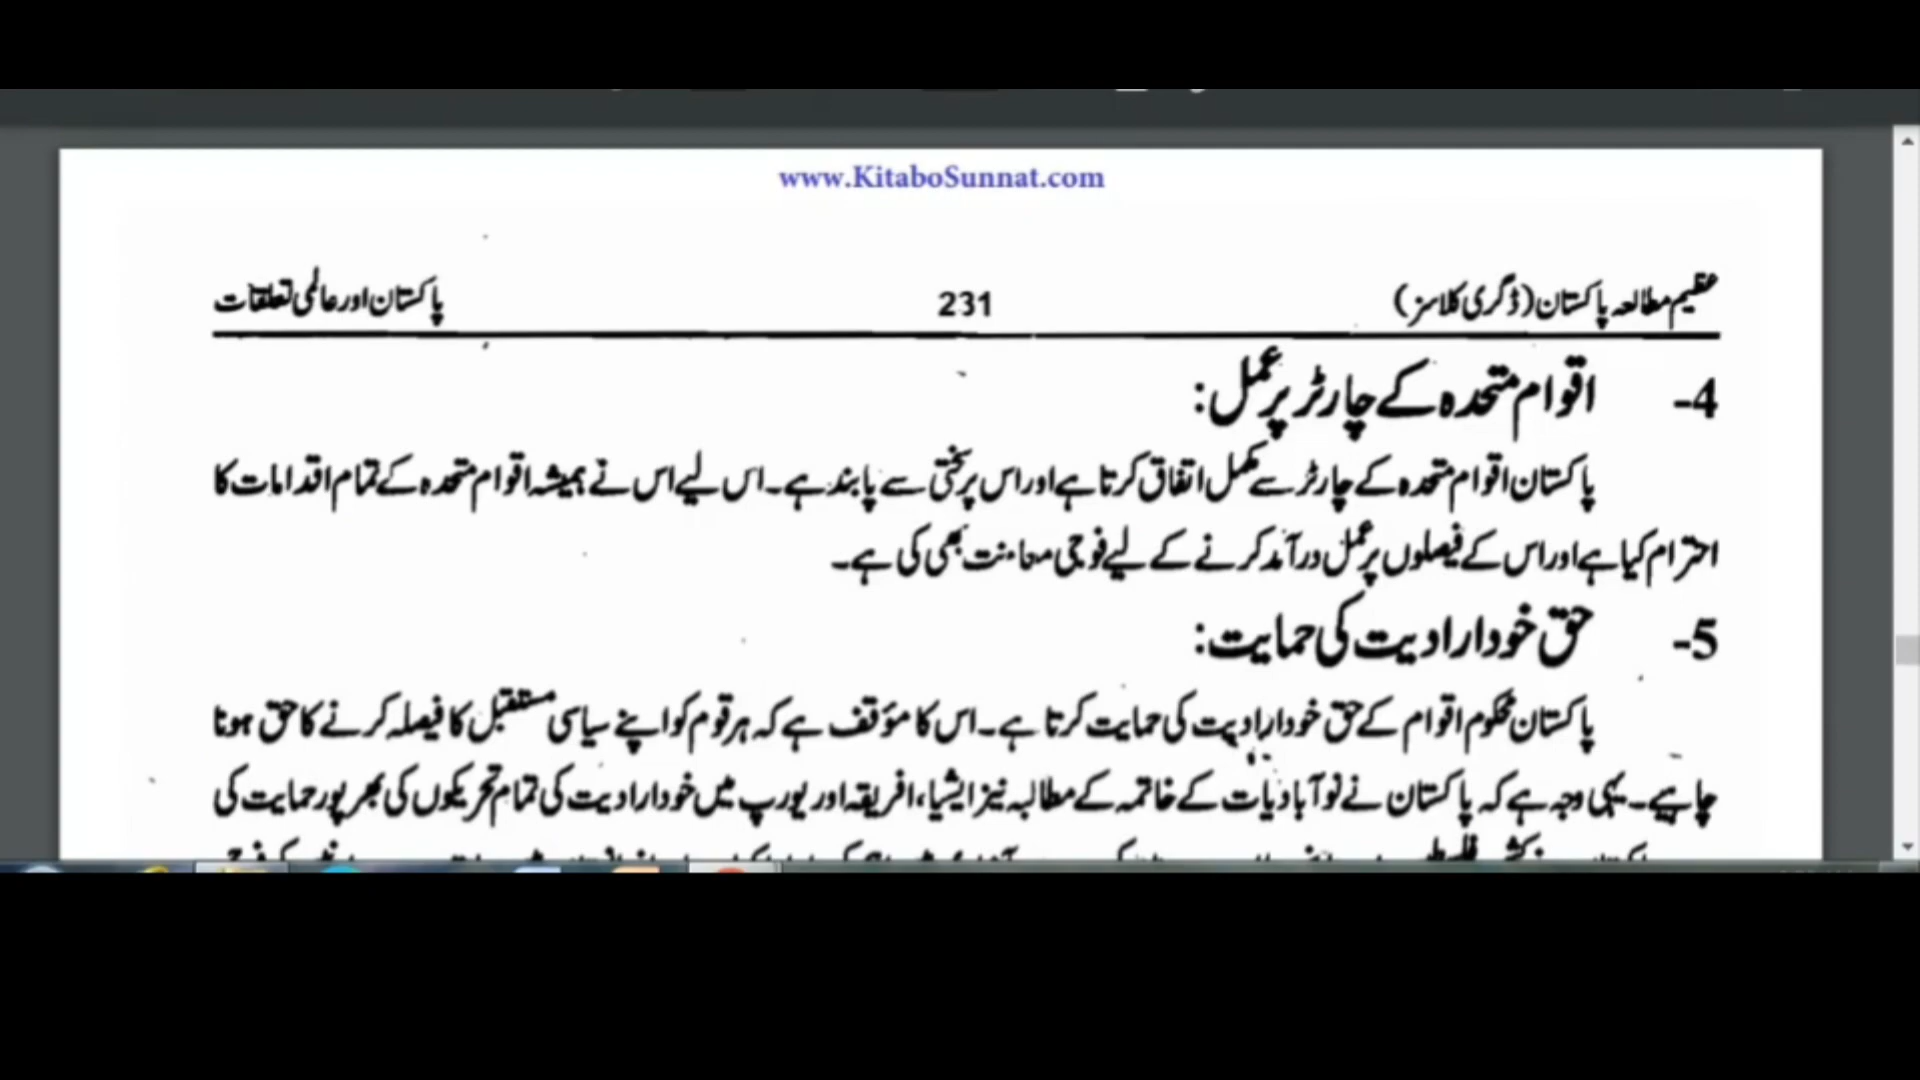 www.KitaboSunnat.com
عظیم مطالعہ پاکستان (ڈگری کلاسز) 231 پاکستان اور عالمی تعلقات
4- اقوام متحدہ کے چارٹر پر عمل:
پاکستان اقوام متحدہ کے چارٹر سے مکمل اتفاق کرتا ہے اور اس پر سختی سے پابند ہے۔ اس لیے اس نے ہمیشہ اقوام متحدہ کے تمام اقدامات کا
احترام کیا ہے اور اس کے فیصلوں پر عمل درآمد کرنے کے لیے فوجی معاونت بھی کی ہے۔
5- حق خودارادیت کی حمایت:
پاکستان محکوم اقوام کے حق خودارادیت کی حمایت کرتا ہے۔ اس کا مؤقف ہے کہ ہر قوم کو اپنے سیاسی مستقبل کا فیصلہ کرنے کا حق ہونا
چاہیے۔ یہی وجہ ہے کہ پاکستان نے نوآبادیات کے خاتمہ کے مطالبہ نیز ایشیا، افریقہ اور یورپ میں خودارادیت کی تمام تحریکوں کی بھرپور حمایت کی